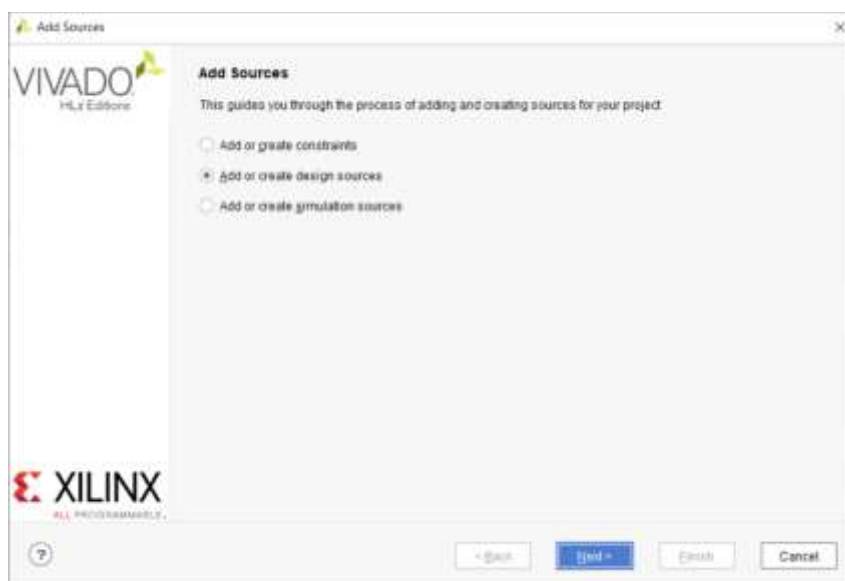 Add Sources
VIVADO
HLx Editions
Add Sources
This guides you through the process of adding and creating sources for your project
Add or create constraints
Add or create design sources
Add or create simulation sources
XILINX
ALL PROGRAMMABLE.
?
< Back
Next >
Finish
Cancel